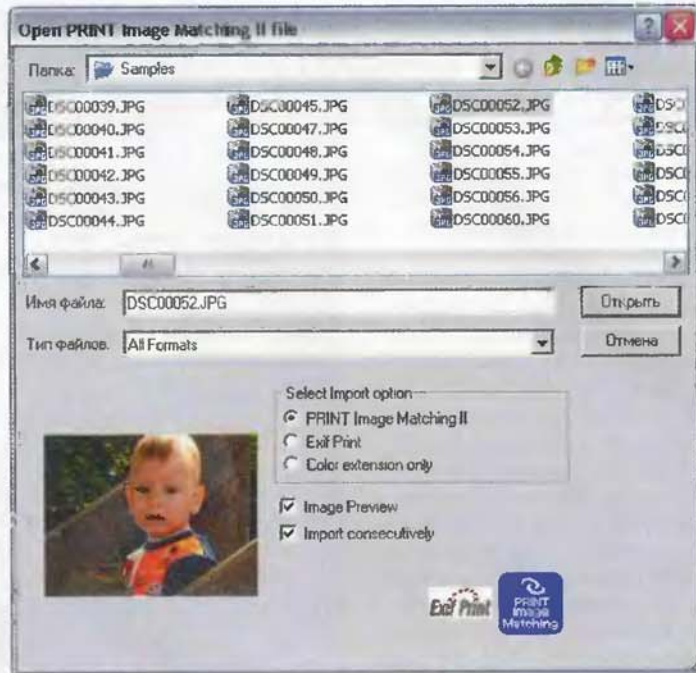 Open PRINT Image Matching II file
Папка: Samples
DSC00039.JPG DSC00045.JPG DSC00052.JPG
DSC00040.JPG DSC00047.JPG DSC00053.JPG
DSC00041.JPG DSC00048.JPG DSC00054.JPG
DSC00042.JPG DSC00049.JPG DSC00055.JPG
DSC00043.JPG DSC00050.JPG DSC00056.JPG
DSC00044.JPG DSC00051.JPG DSC00060.JPG
Имя файла: DSC00052.JPG Открыть
Тип файлов: All Formats Отмена
Select Import option
PRINT Image Matching II
Exif Print
Color extension only
Image Preview
Import consecutively
Exif Print
PRINT
Image
Matching